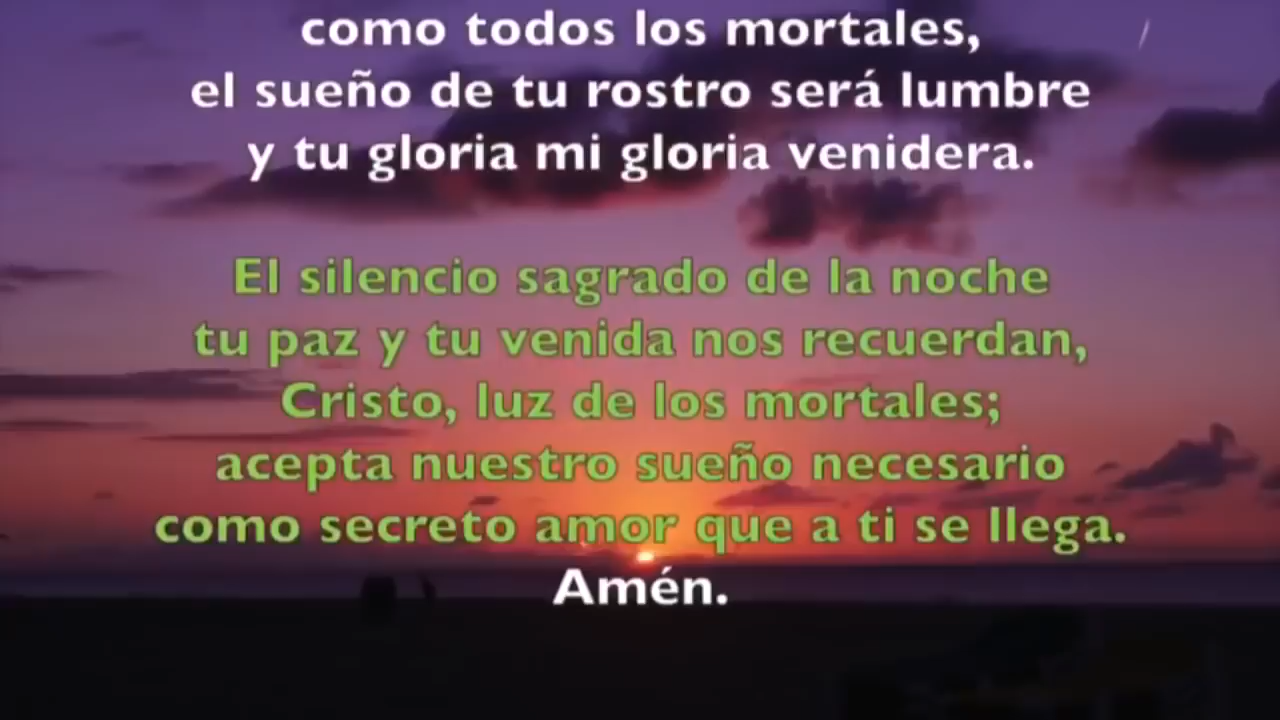 como todos los mortales,
el sueño de tu rostro será lumbre
y tu gloria mi gloria venidera.
El silencio sagrado de la noche
tu paz y tu venida nos recuerdan,
Cristo, luz de los mortales;
acepta nuestro sueño necesario
como secreto amor que a ti se llega.
Amén.